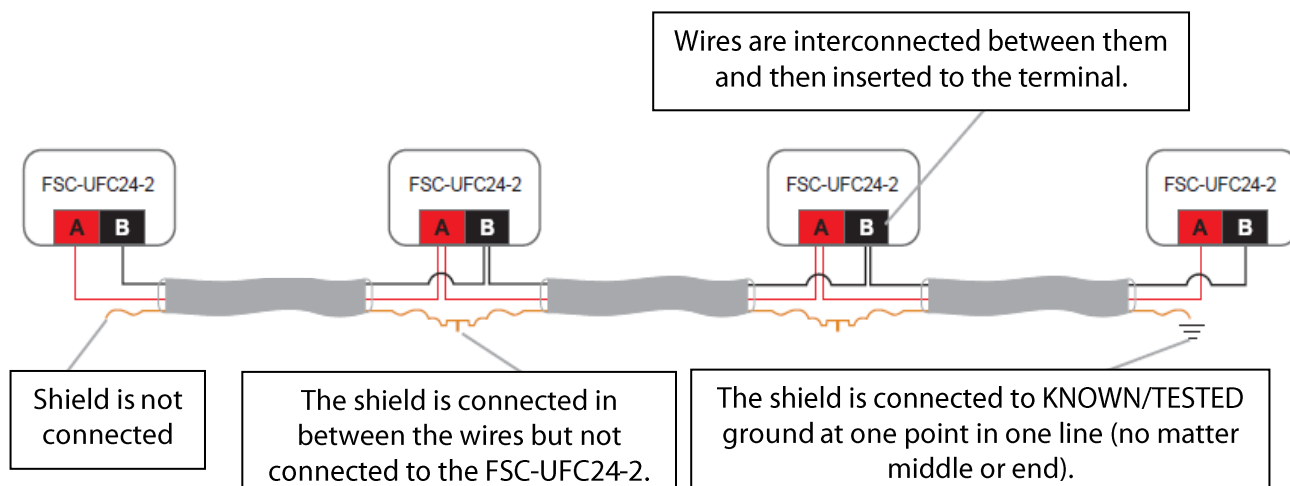 Wires are interconnected between them
and then inserted to the terminal.
FSC-UFC24-2
FSC-UFC24-2
FSC-UFC24-2
FSC-UFC24-2
A B
A B
A B
A B
Shield is not
connected
The shield is connected in
between the wires but not
connected to the FSC-UFC24-2.
The shield is connected to KNOWN/TESTED
ground at one point in one line (no matter
middle or end).